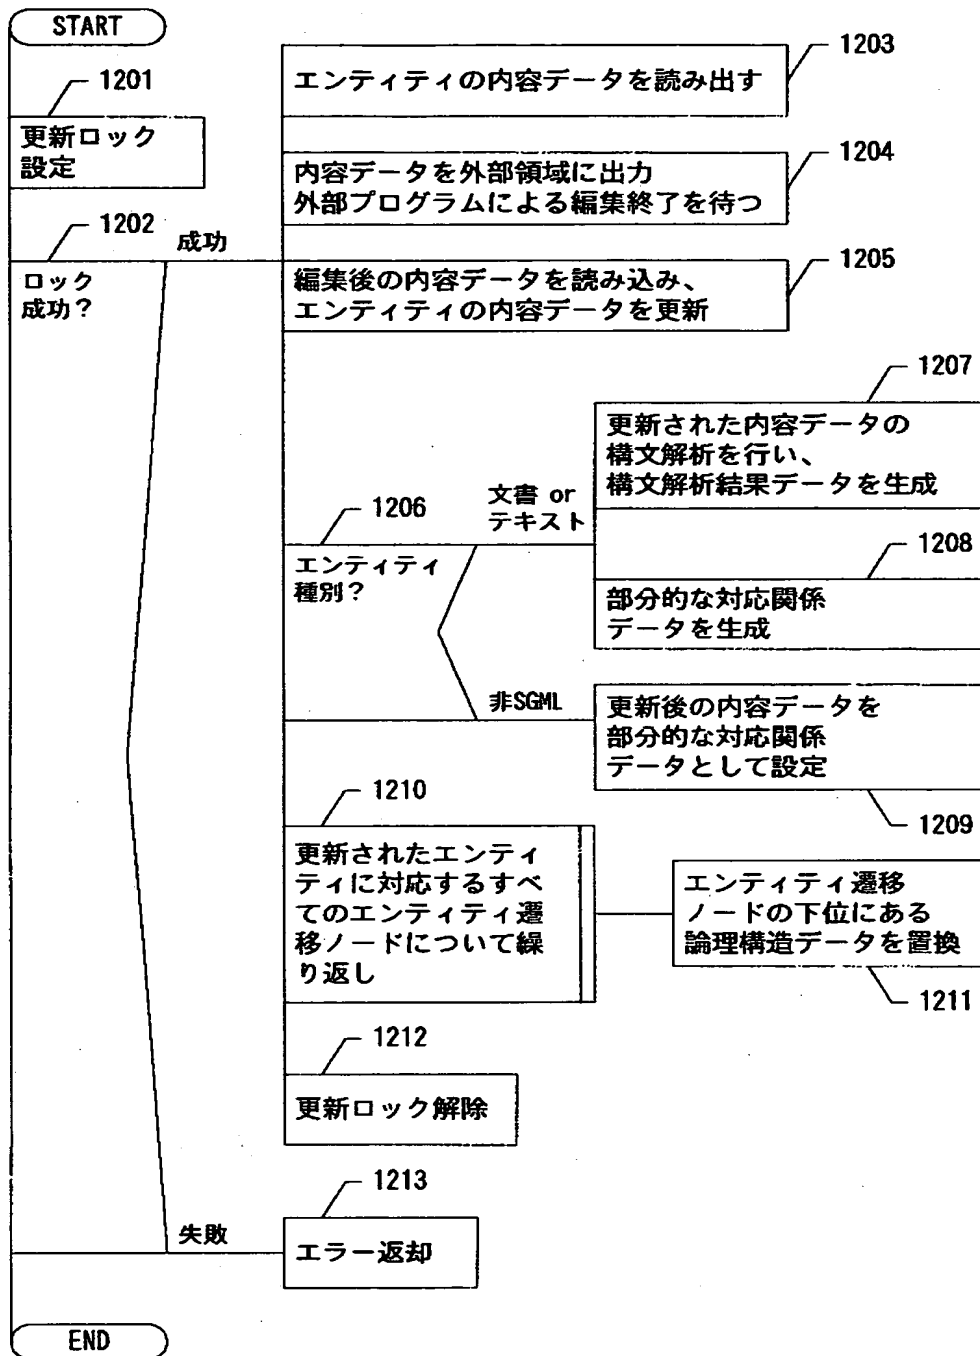 START
1201
更新ロック
設定
1202
ロック
成功？
成功
1203
エンティティの内容データを読み出す
1204
内容データを外部領域に出力
外部プログラムによる編集終了を待つ
1205
編集後の内容データを読み込み、
エンティティの内容データを更新
1206
エンティティ
種別？
文書 or
テキスト
1207
更新された内容データの
構文解析を行い、
構文解析結果データを生成
1208
部分的な対応関係
データを生成
非SGML
更新後の内容データを
部分的な対応関係
データとして設定
1209
1210
更新されたエンティ
ティに対応するすべ
てのエンティティ遷
移ノードについて繰
り返し
エンティティ遷移
ノードの下位にある
論理構造データを置換
1211
1212
更新ロック解除
失敗
1213
エラー返却
END